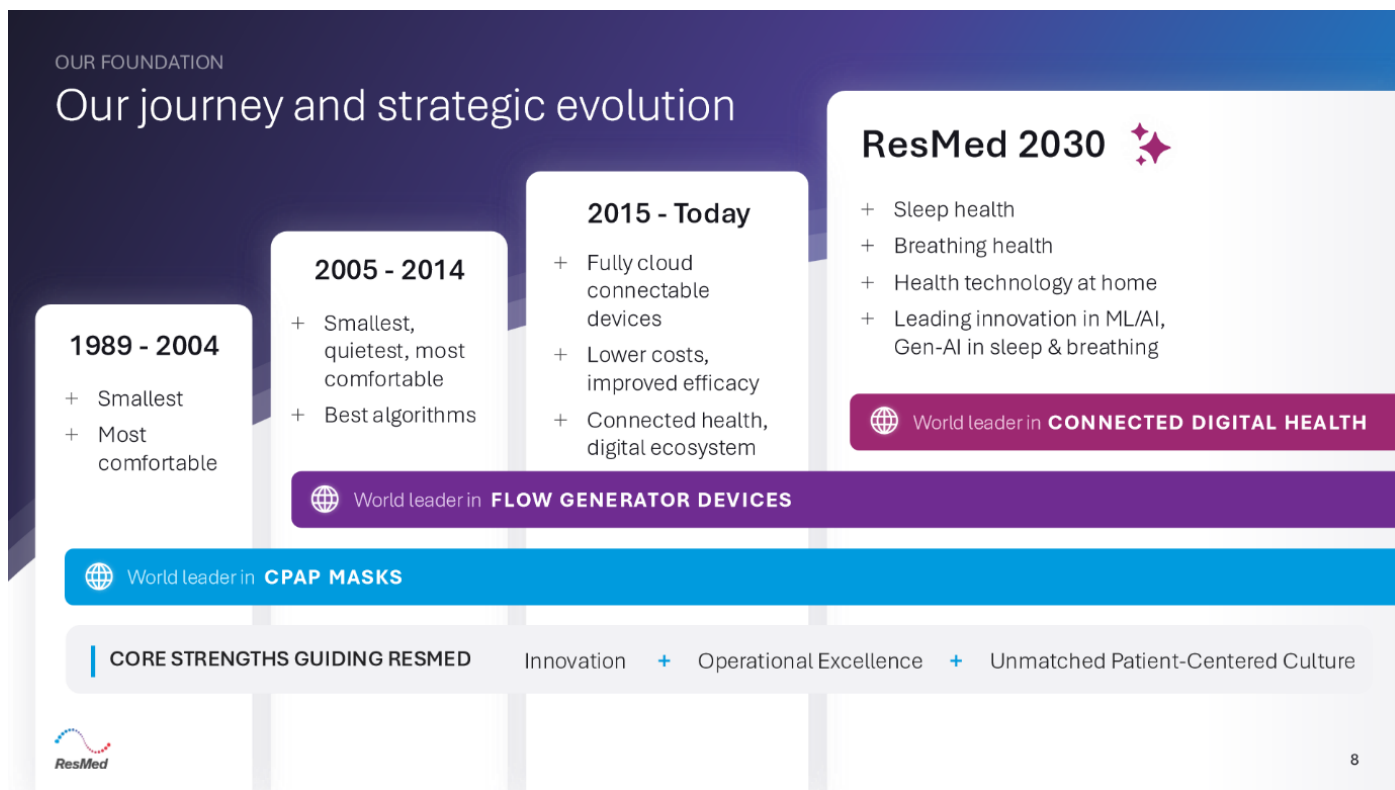 OUR FOUNDATION
Our journey and strategic evolution
1989 - 2004
+ Smallest
+ Most
comfortable
2005 - 2014
+ Smallest,
quietest, most
comfortable
+ Best algorithms
2015 - Today
+ Fully cloud
connectable
devices
+ Lower costs,
improved efficacy
+ Connected health,
digital ecosystem
ResMed 2030
+ Sleep health
+ Breathing health
+ Health technology at home
+ Leading innovation in ML/AI,
Gen-AI in sleep & breathing
World leader in CONNECTED DIGITAL HEALTH
World leader in FLOW GENERATOR DEVICES
World leader in CPAP MASKS
CORE STRENGTHS GUIDING RESMED Innovation + Operational Excellence + Unmatched Patient-Centered Culture
ResMed
8